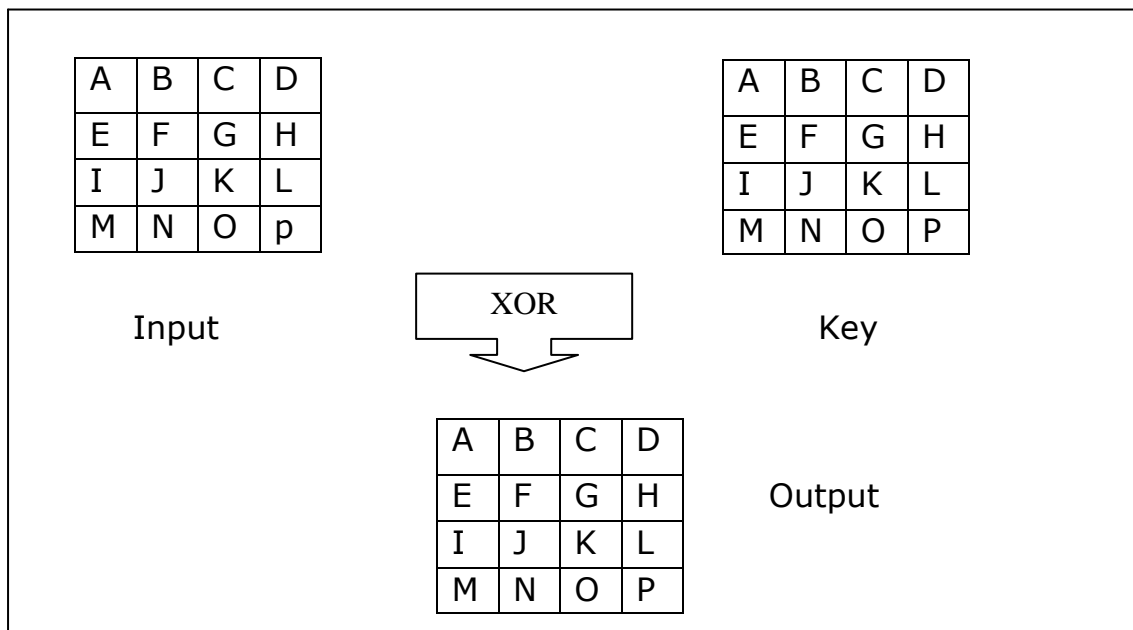 A B C D
E F G H
I J K L
M N O p
Input
A B C D
E F G H
I J K L
M N O P
Key
XOR
A B C D
E F G H
I J K L
M N O P
Output